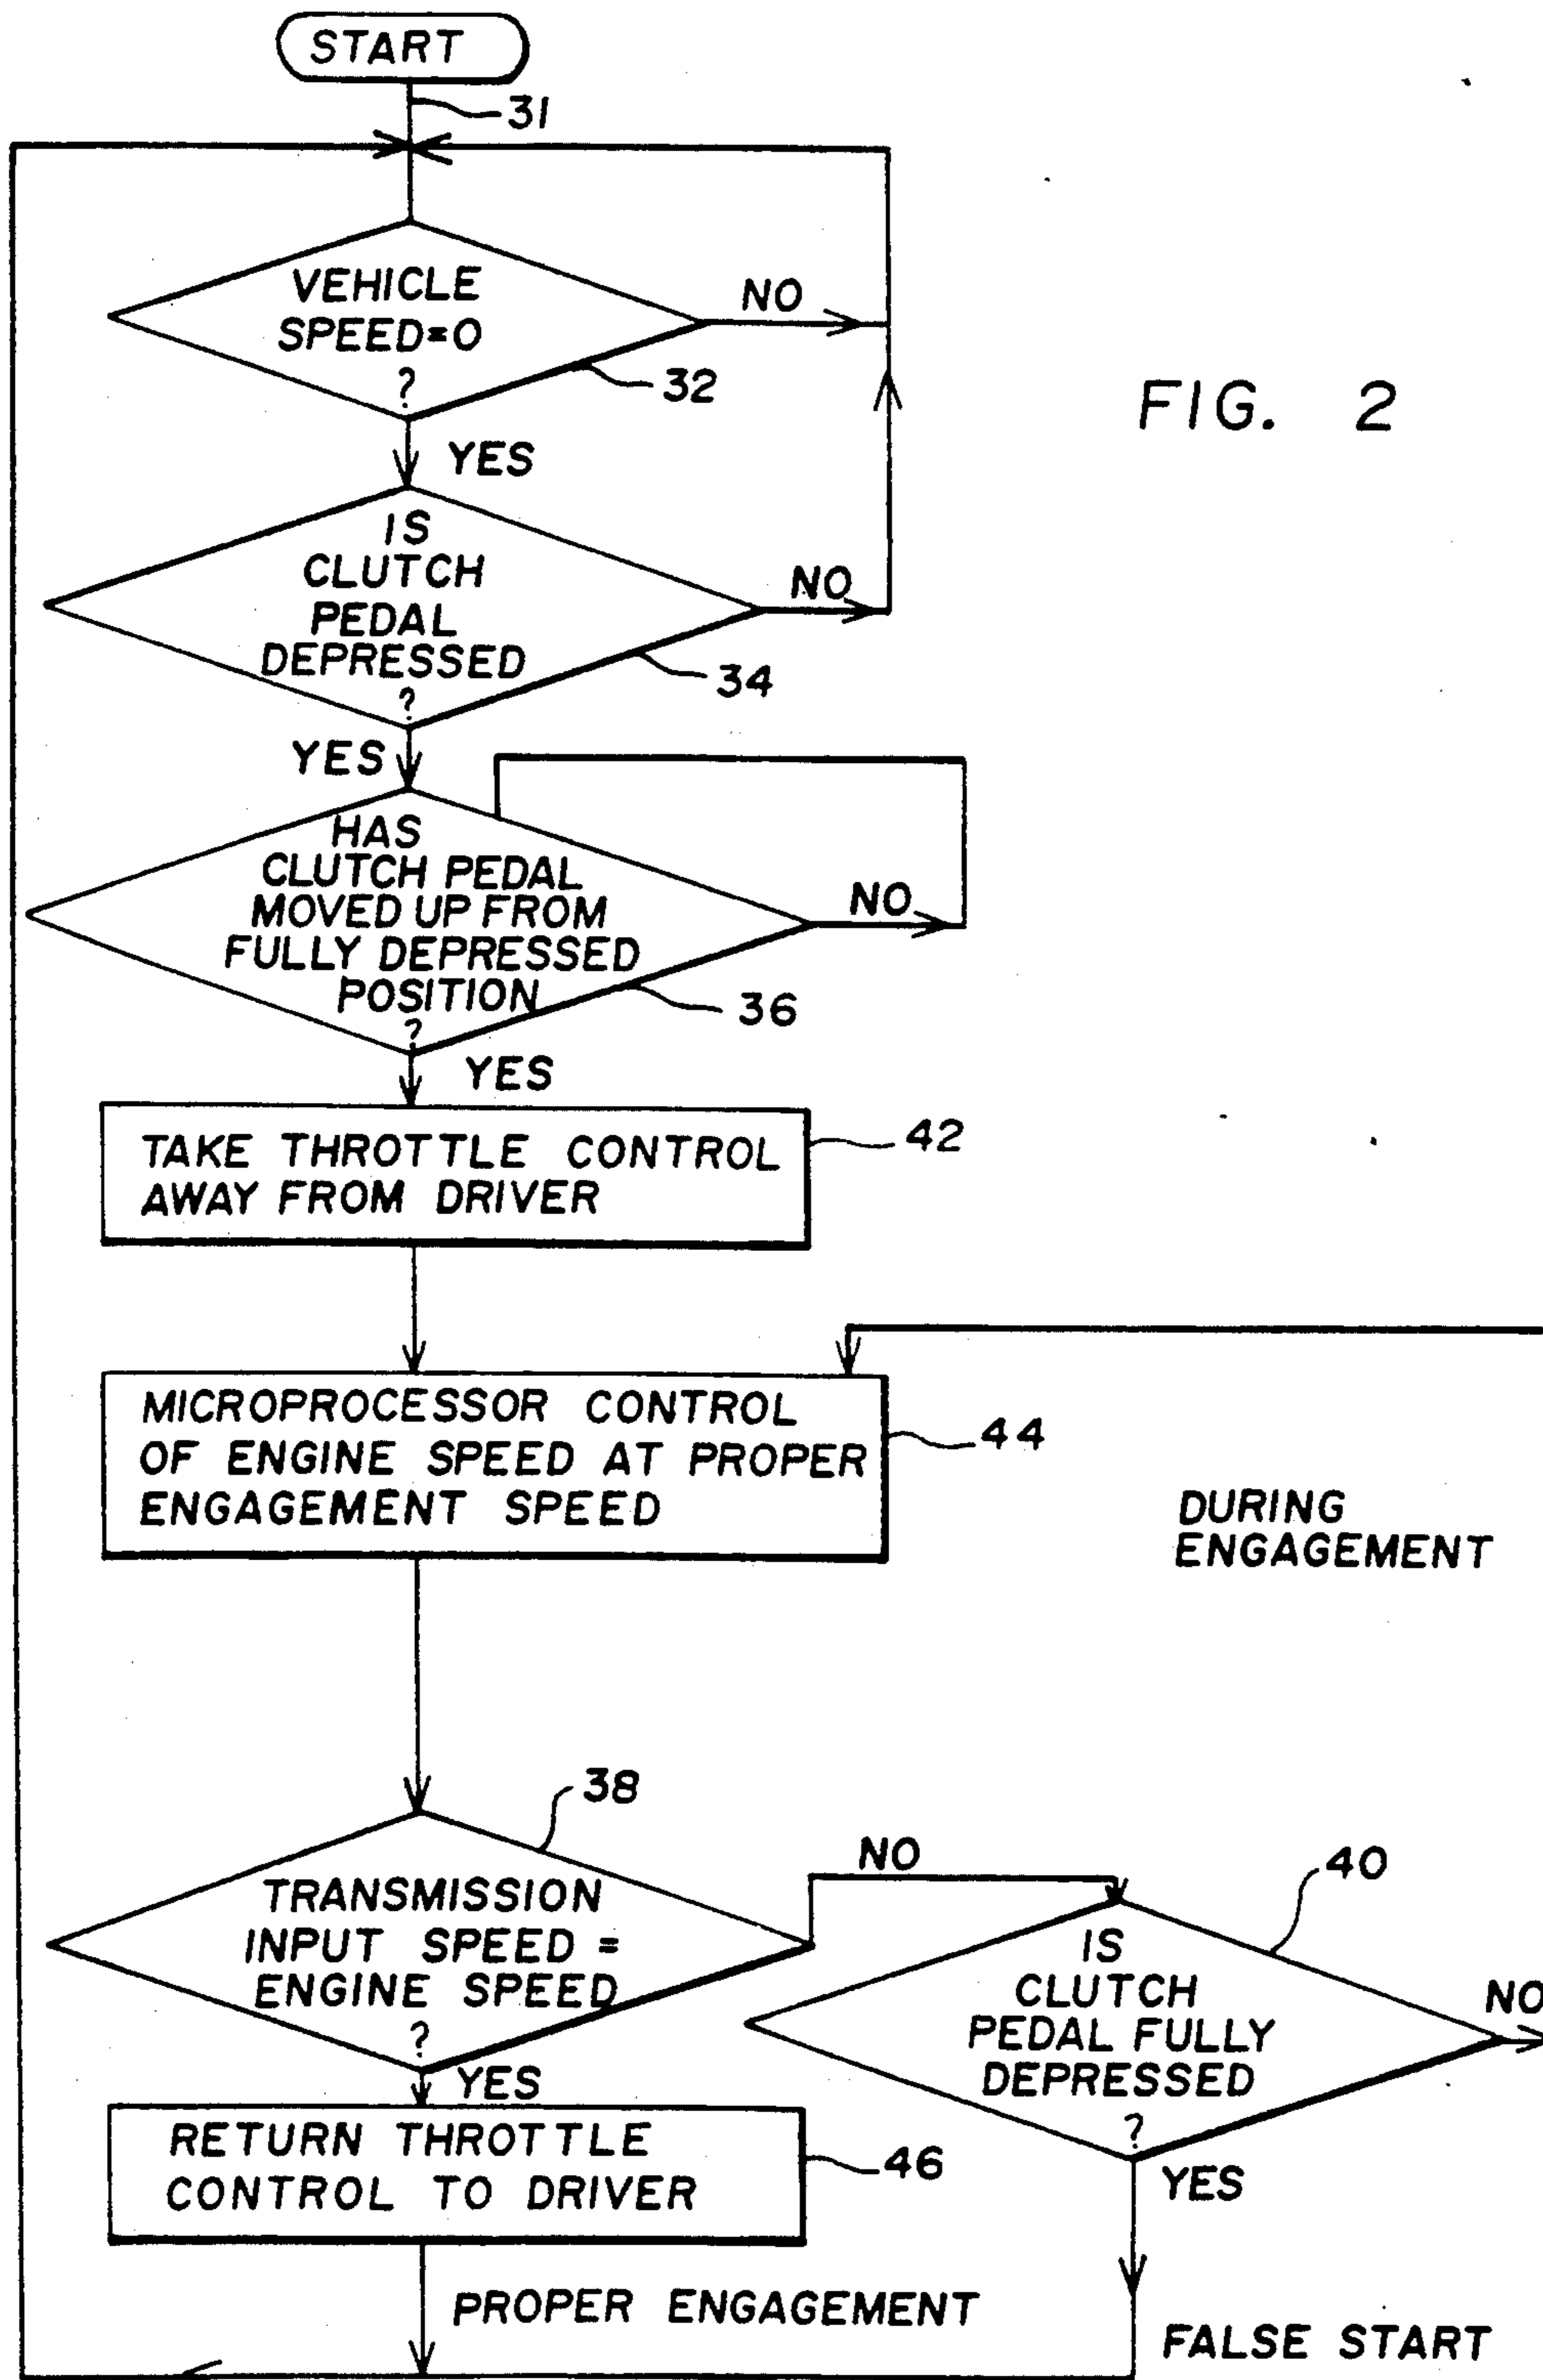 START
31
VEHICLE
SPEED=0
?
NO
32
FIG. 2
YES
IS
CLUTCH
PEDAL
DEPRESSED
?
NO
34
YES
HAS
CLUTCH PEDAL
MOVED UP FROM
FULLY DEPRESSED
POSITION
?
NO
36
YES
TAKE THROTTLE CONTROL
AWAY FROM DRIVER
42
MICROPROCESSOR CONTROL
OF ENGINE SPEED AT PROPER
ENGAGEMENT SPEED
44
DURING
ENGAGEMENT
38
TRANSMISSION
INPUT SPEED =
ENGINE SPEED
?
NO
40
IS
CLUTCH
PEDAL FULLY
DEPRESSED
?
NO
YES
YES
RETURN THROTTLE
CONTROL TO DRIVER
46
PROPER ENGAGEMENT
FALSE START